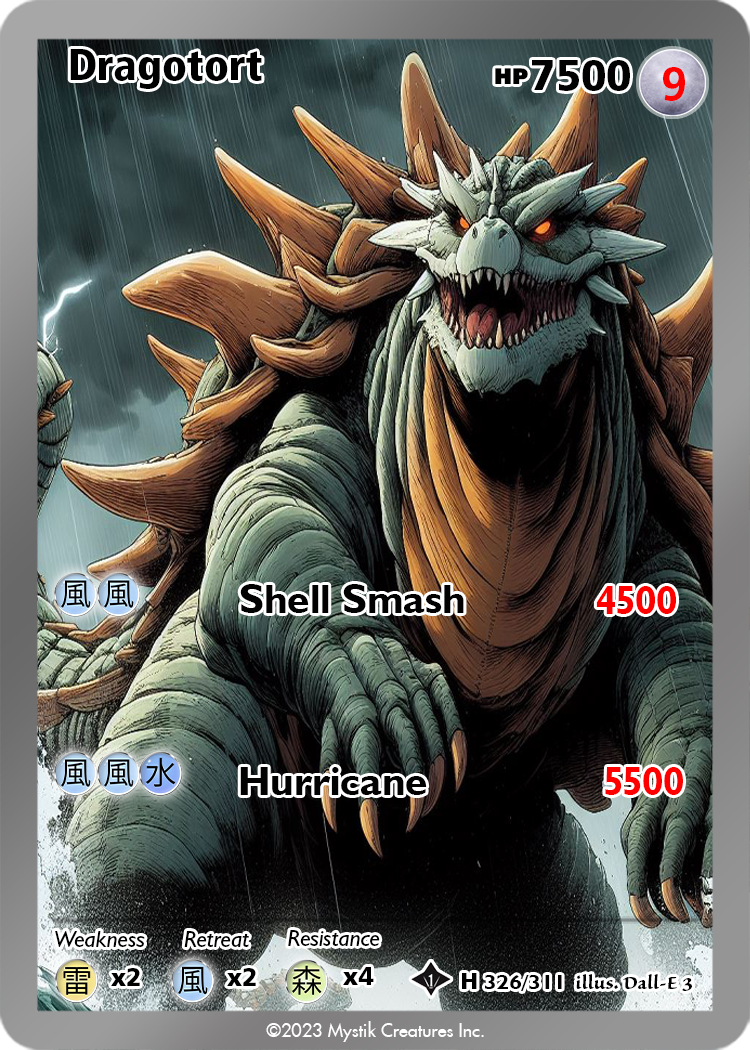 Dragotort HP7500 9
風風 Shell Smash 4500
風風水 Hurricane 5500
Weakness Retreat Resistance
雷 x2 風 x2 森 x4 1 H 326/311 illus. Dall-E 3
©2023 Mystik Creatures Inc.